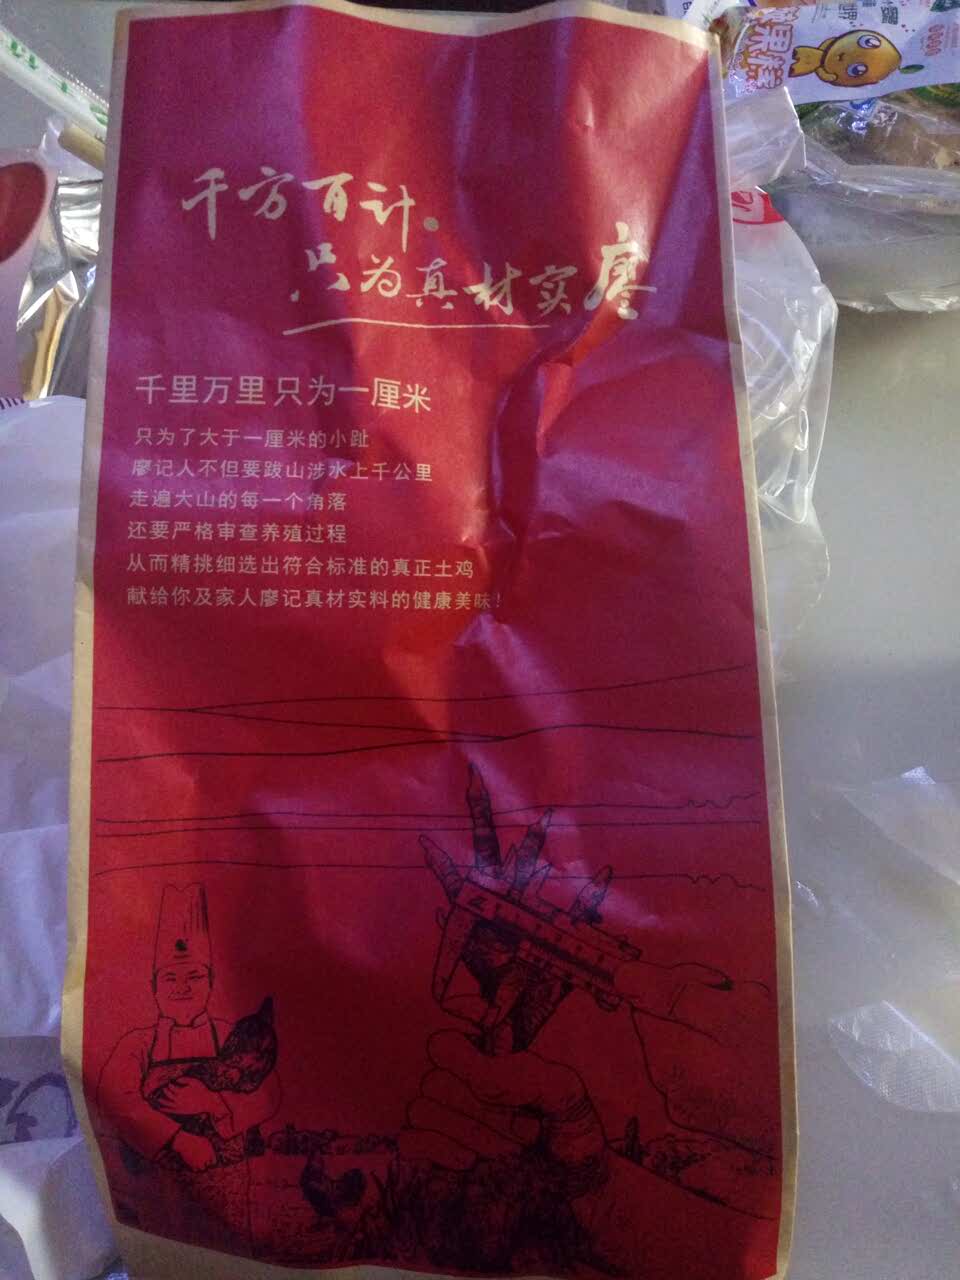 千方百计。
只为真材实廖
千里万里 只为一厘米
只为了大于一厘米的小趾
廖记人不但要跋山涉水上千公里
走遍大山的每一个角落
还要严格审查养殖过程
从而精挑细选出符合标准的真正土鸡
献给你及家人廖记真材实料的健康美味！
果糕